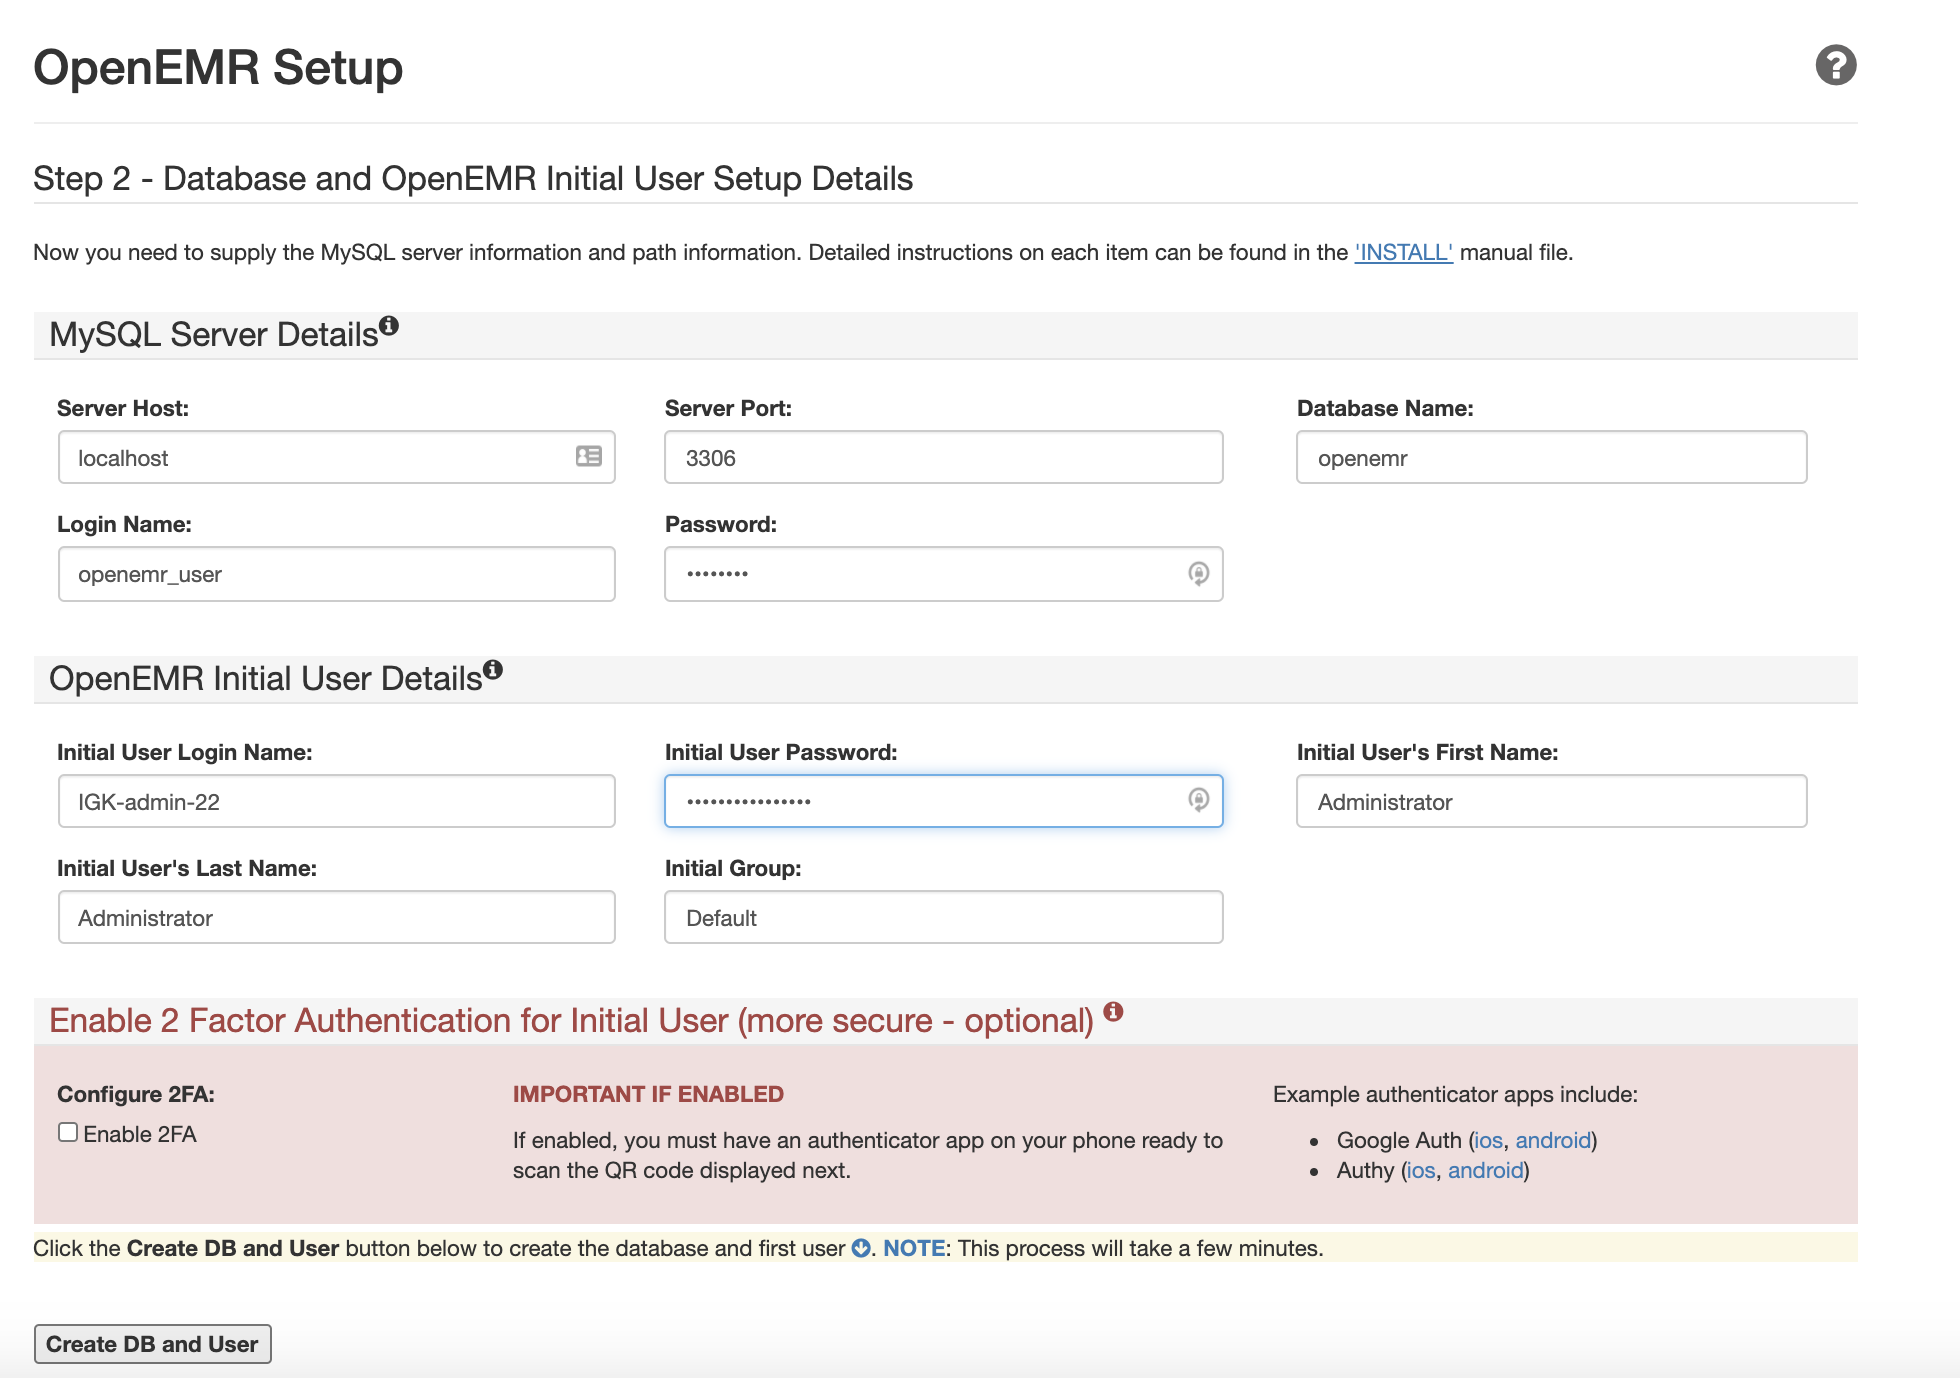 OpenEMR Setup
Step 2 - Database and OpenEMR Initial User Setup Details
Now you need to supply the MySQL server information and path information. Detailed instructions on each item can be found in the 'INSTALL' manual file.
MySQL Server Details
Server Host: Server Port: Database Name:
localhost 3306 openemr
Login Name: Password:
openemr_user ••••••••
OpenEMR Initial User Details
Initial User Login Name: Initial User Password: Initial User's First Name:
IGK-admin-22 •••••••••••••••• Administrator
Initial User's Last Name: Initial Group:
Administrator Default
Enable 2 Factor Authentication for Initial User (more secure - optional)
Configure 2FA: IMPORTANT IF ENABLED Example authenticator apps include:
Enable 2FA If enabled, you must have an authenticator app on your phone ready to • Google Auth (ios, android)
scan the QR code displayed next. • Authy (ios, android)
Click the Create DB and User button below to create the database and first user . NOTE: This process will take a few minutes.
Create DB and User